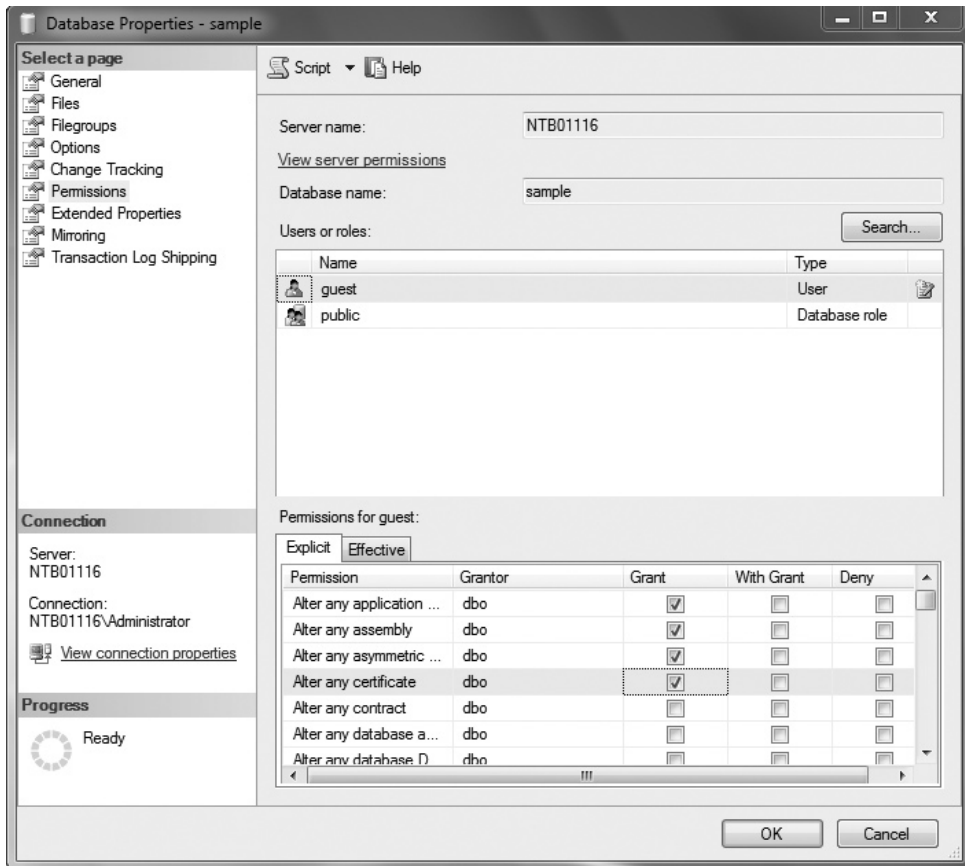 Database Properties - sample
Select a page
General
Files
Filegroups
Options
Change Tracking
Permissions
Extended Properties
Mirroring
Transaction Log Shipping
Connection
Server:
NTB01116
Connection:
NTB01116\Administrator
View connection properties
Progress
Ready
Script Help
Server name: NTB01116
View server permissions
Database name: sample
Users or roles: Search...
Name Type
guest User
public Database role
Permissions for guest:
Explicit Effective
Permission Grantor Grant With Grant Deny
Alter any application ... dbo
Alter any assembly dbo
Alter any asymmetric ... dbo
Alter any certificate dbo
Alter any contract dbo
Alter any database a... dbo
Alter any database D dbo
OK Cancel